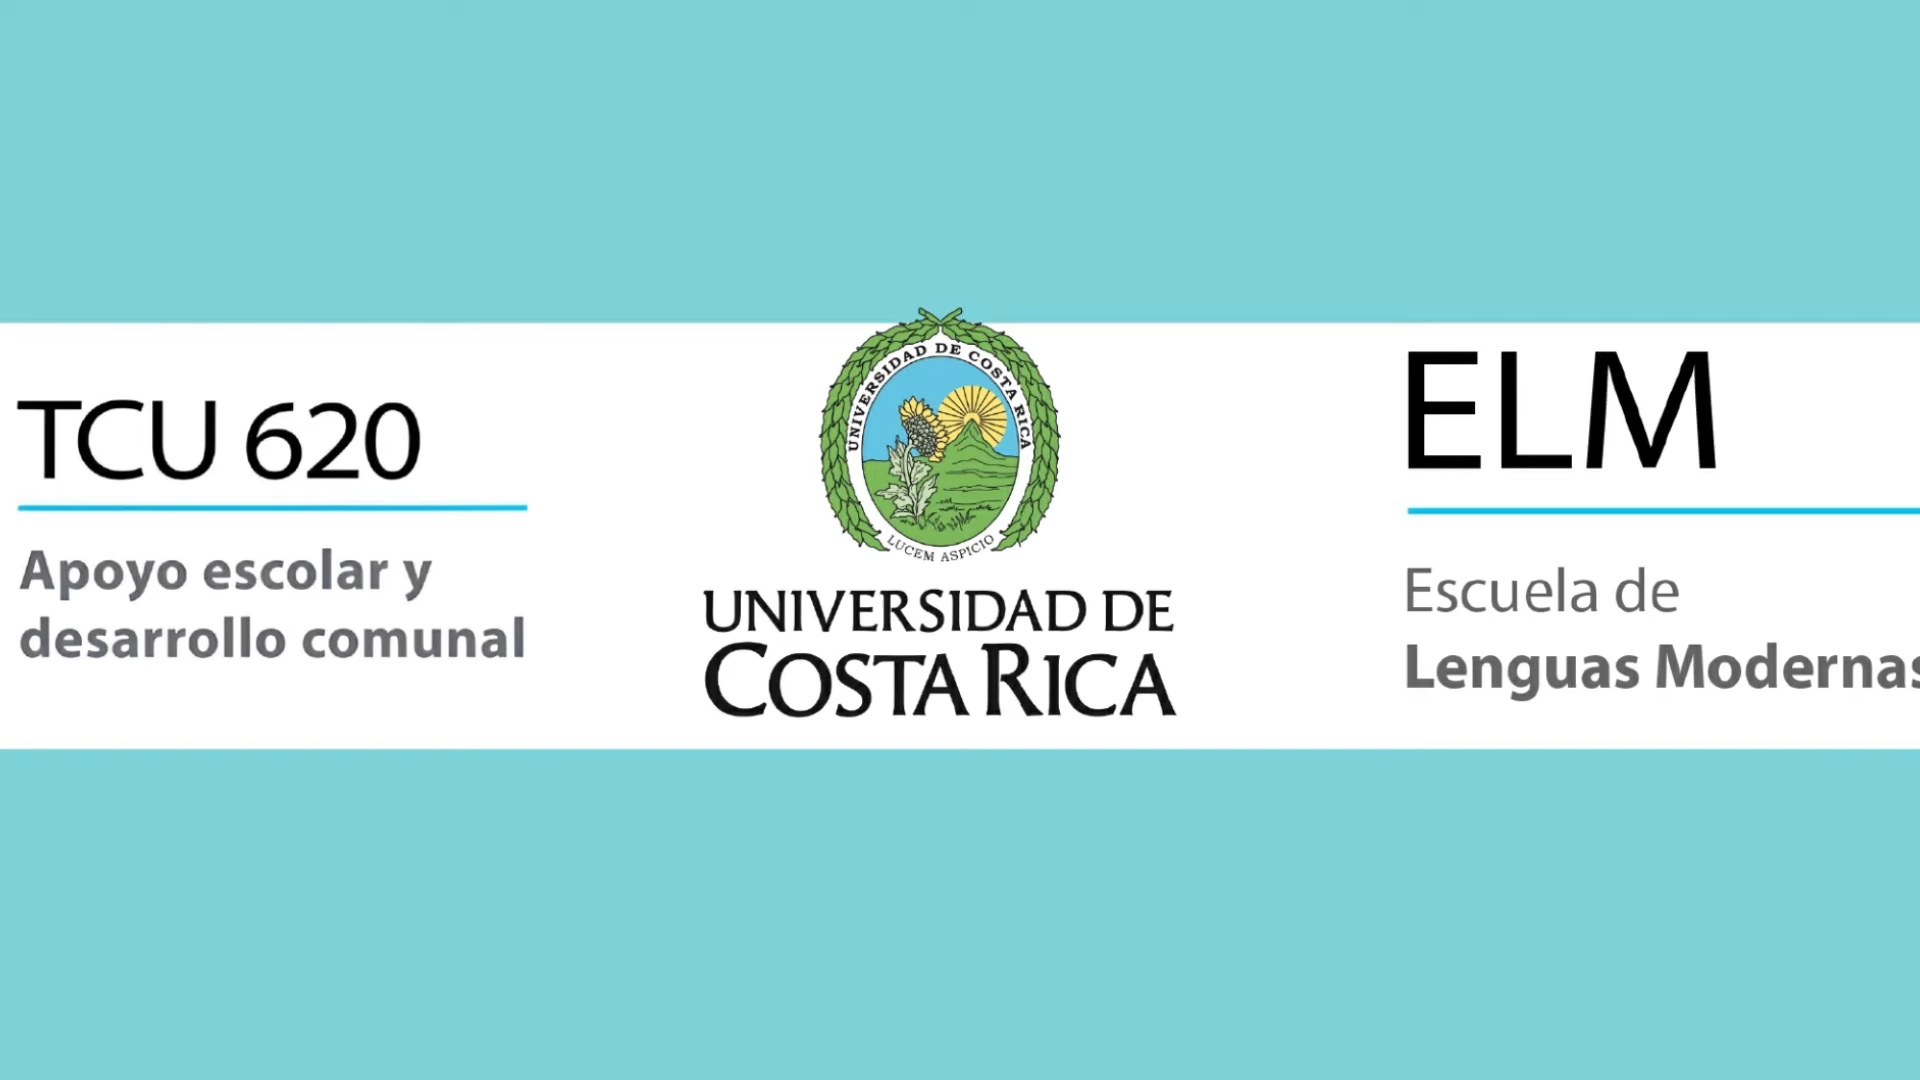 TCU 620
Apoyo escolar y
desarrollo comunal
UNIVERSIDAD DE COSTA RICA
LUCEM ASPICIO
UNIVERSIDAD DE
COSTA RICA
ELM
Escuela de
Lenguas Modernas